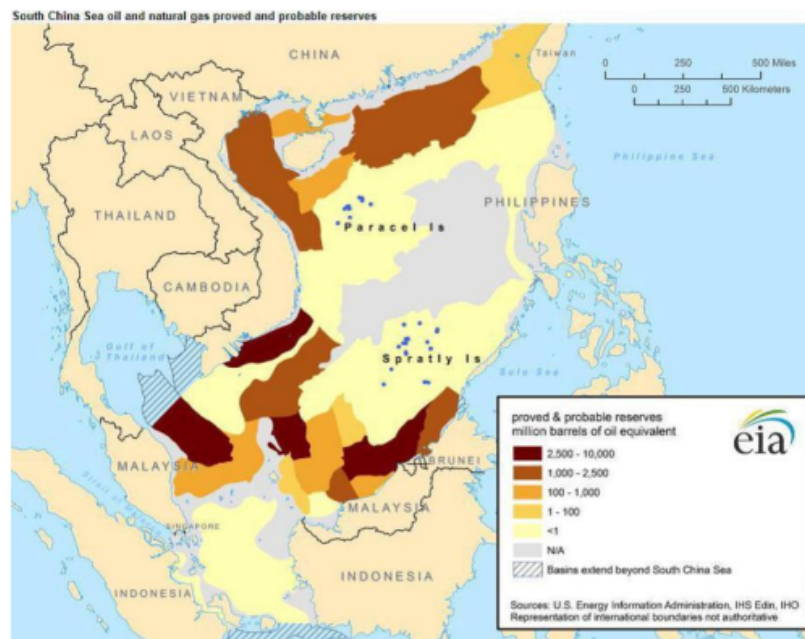 South China Sea oil and natural gas proved and probable reserves
CHINA
Taiwan
0 250 500 Miles
0 250 500 Kilometers
VIETNAM
LAOS
Philippine Sea
THAILAND
PHILIPPINES
Paracel Is
CAMBODIA
Gulf of
Thailand
Spratly Is
Sulu Sea
MALAYSIA
BRUNEI
Strait of
MALAYSIA
SINGAPORE
INDONESIA
INDONESIA
proved & probable reserves
million barrels of oil equivalent
eia
2,500 - 10,000
1,000 - 2,500
100 - 1,000
1 - 100
<1
N/A
Basins extend beyond South China Sea
Sources: U.S. Energy Information Administration, IHS Edin, IHO
Representation of international boundaries not authoritative